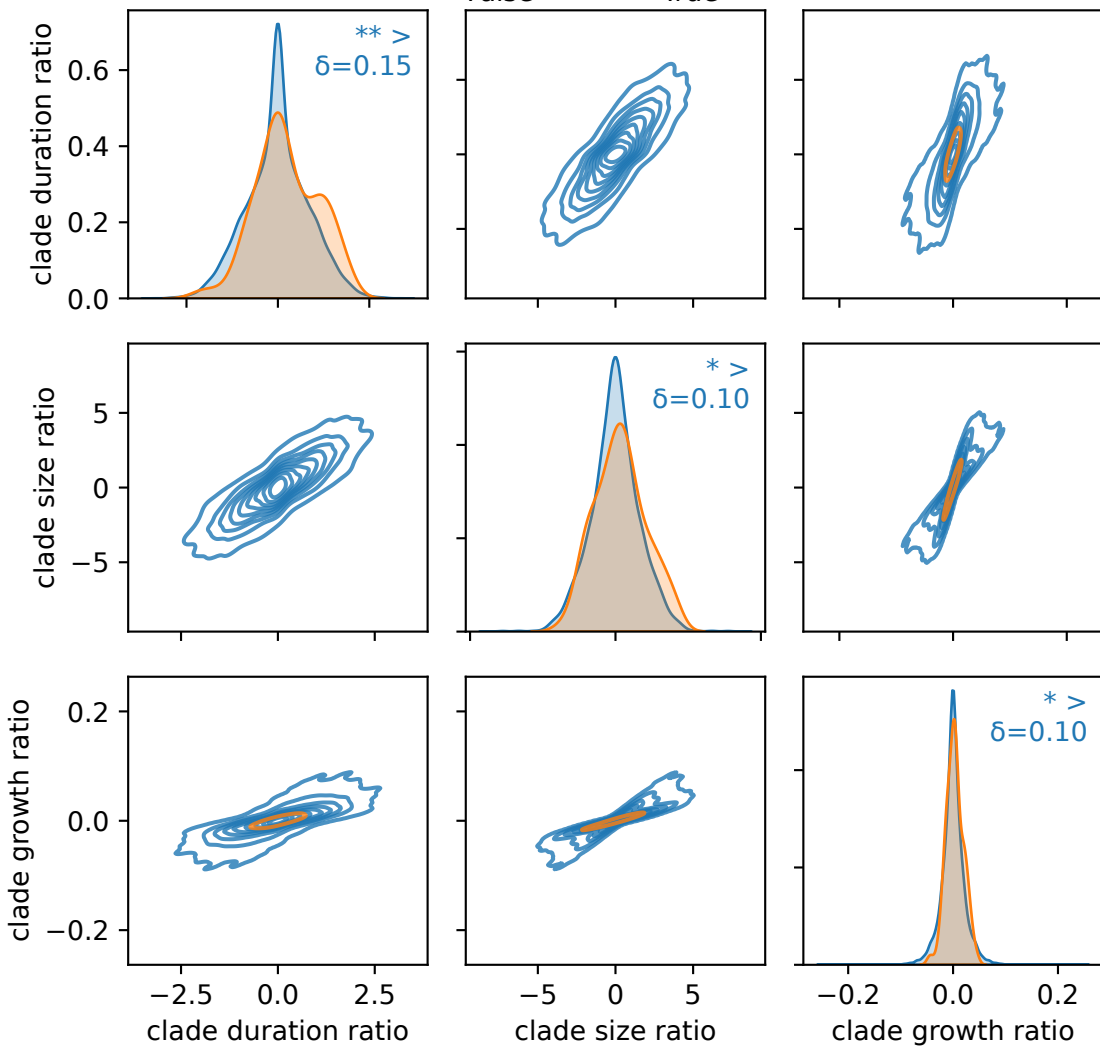 clade duration ratio
0.6
0.4
0.2
0.0
** >
δ=0.15
clade size ratio
5
0
−5
* >
δ=0.10
clade growth ratio
0.2
0.0
−0.2
* >
δ=0.10
−2.5 0.0 2.5
−5 0 5
−0.2 0.0 0.2
clade duration ratio
clade size ratio
clade growth ratio